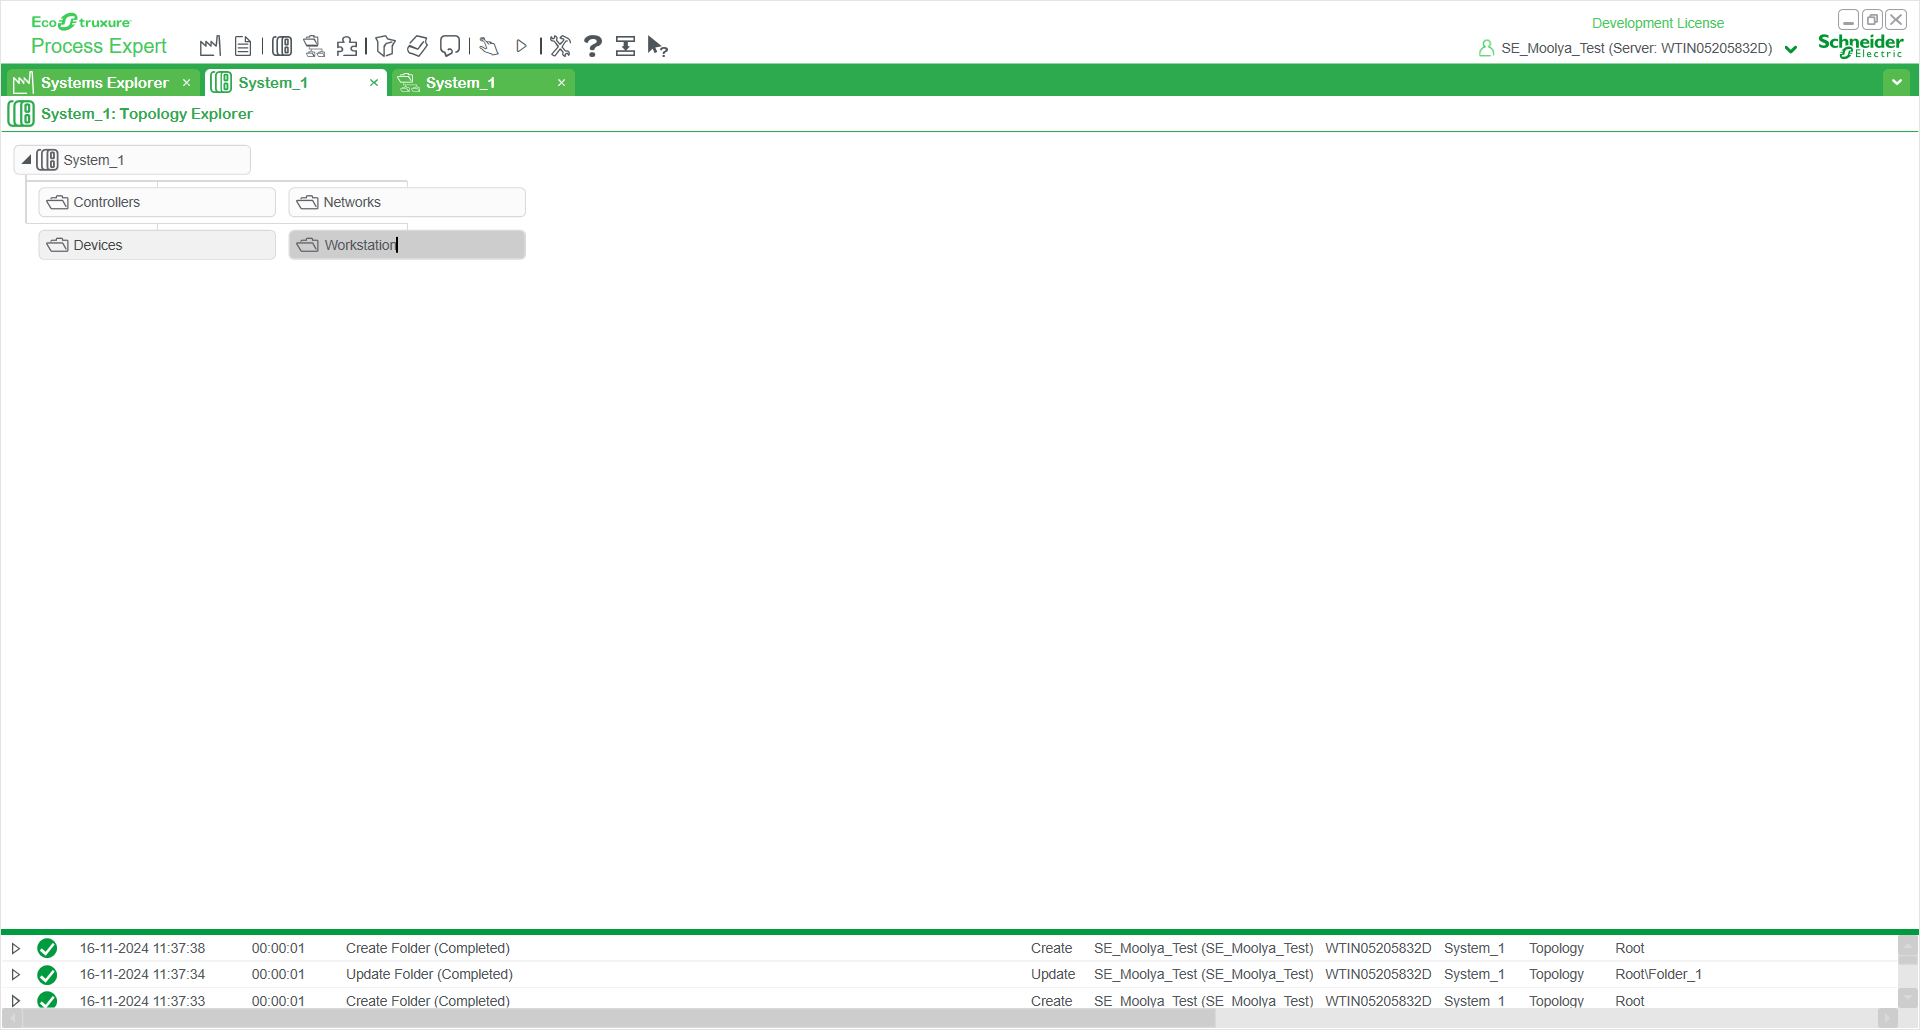 EcoStruxure
Process Expert
Development License
SE_Moolya_Test (Server: WTIN05205832D)
Schneider
Electric
Systems Explorer
System_1
System_1
System_1: Topology Explorer
System_1
Controllers
Networks
Devices
Workstation
16-11-2024 11:37:38 00:00:01 Create Folder (Completed) Create SE_Moolya_Test (SE_Moolya_Test) WTIN05205832D System_1 Topology Root
16-11-2024 11:37:34 00:00:01 Update Folder (Completed) Update SE_Moolya_Test (SE_Moolya_Test) WTIN05205832D System_1 Topology Root\Folder_1
16-11-2024 11:37:33 00:00:01 Create Folder (Completed) Create SE_Moolya_Test (SE_Moolya_Test) WTIN05205832D System_1 Topology Root